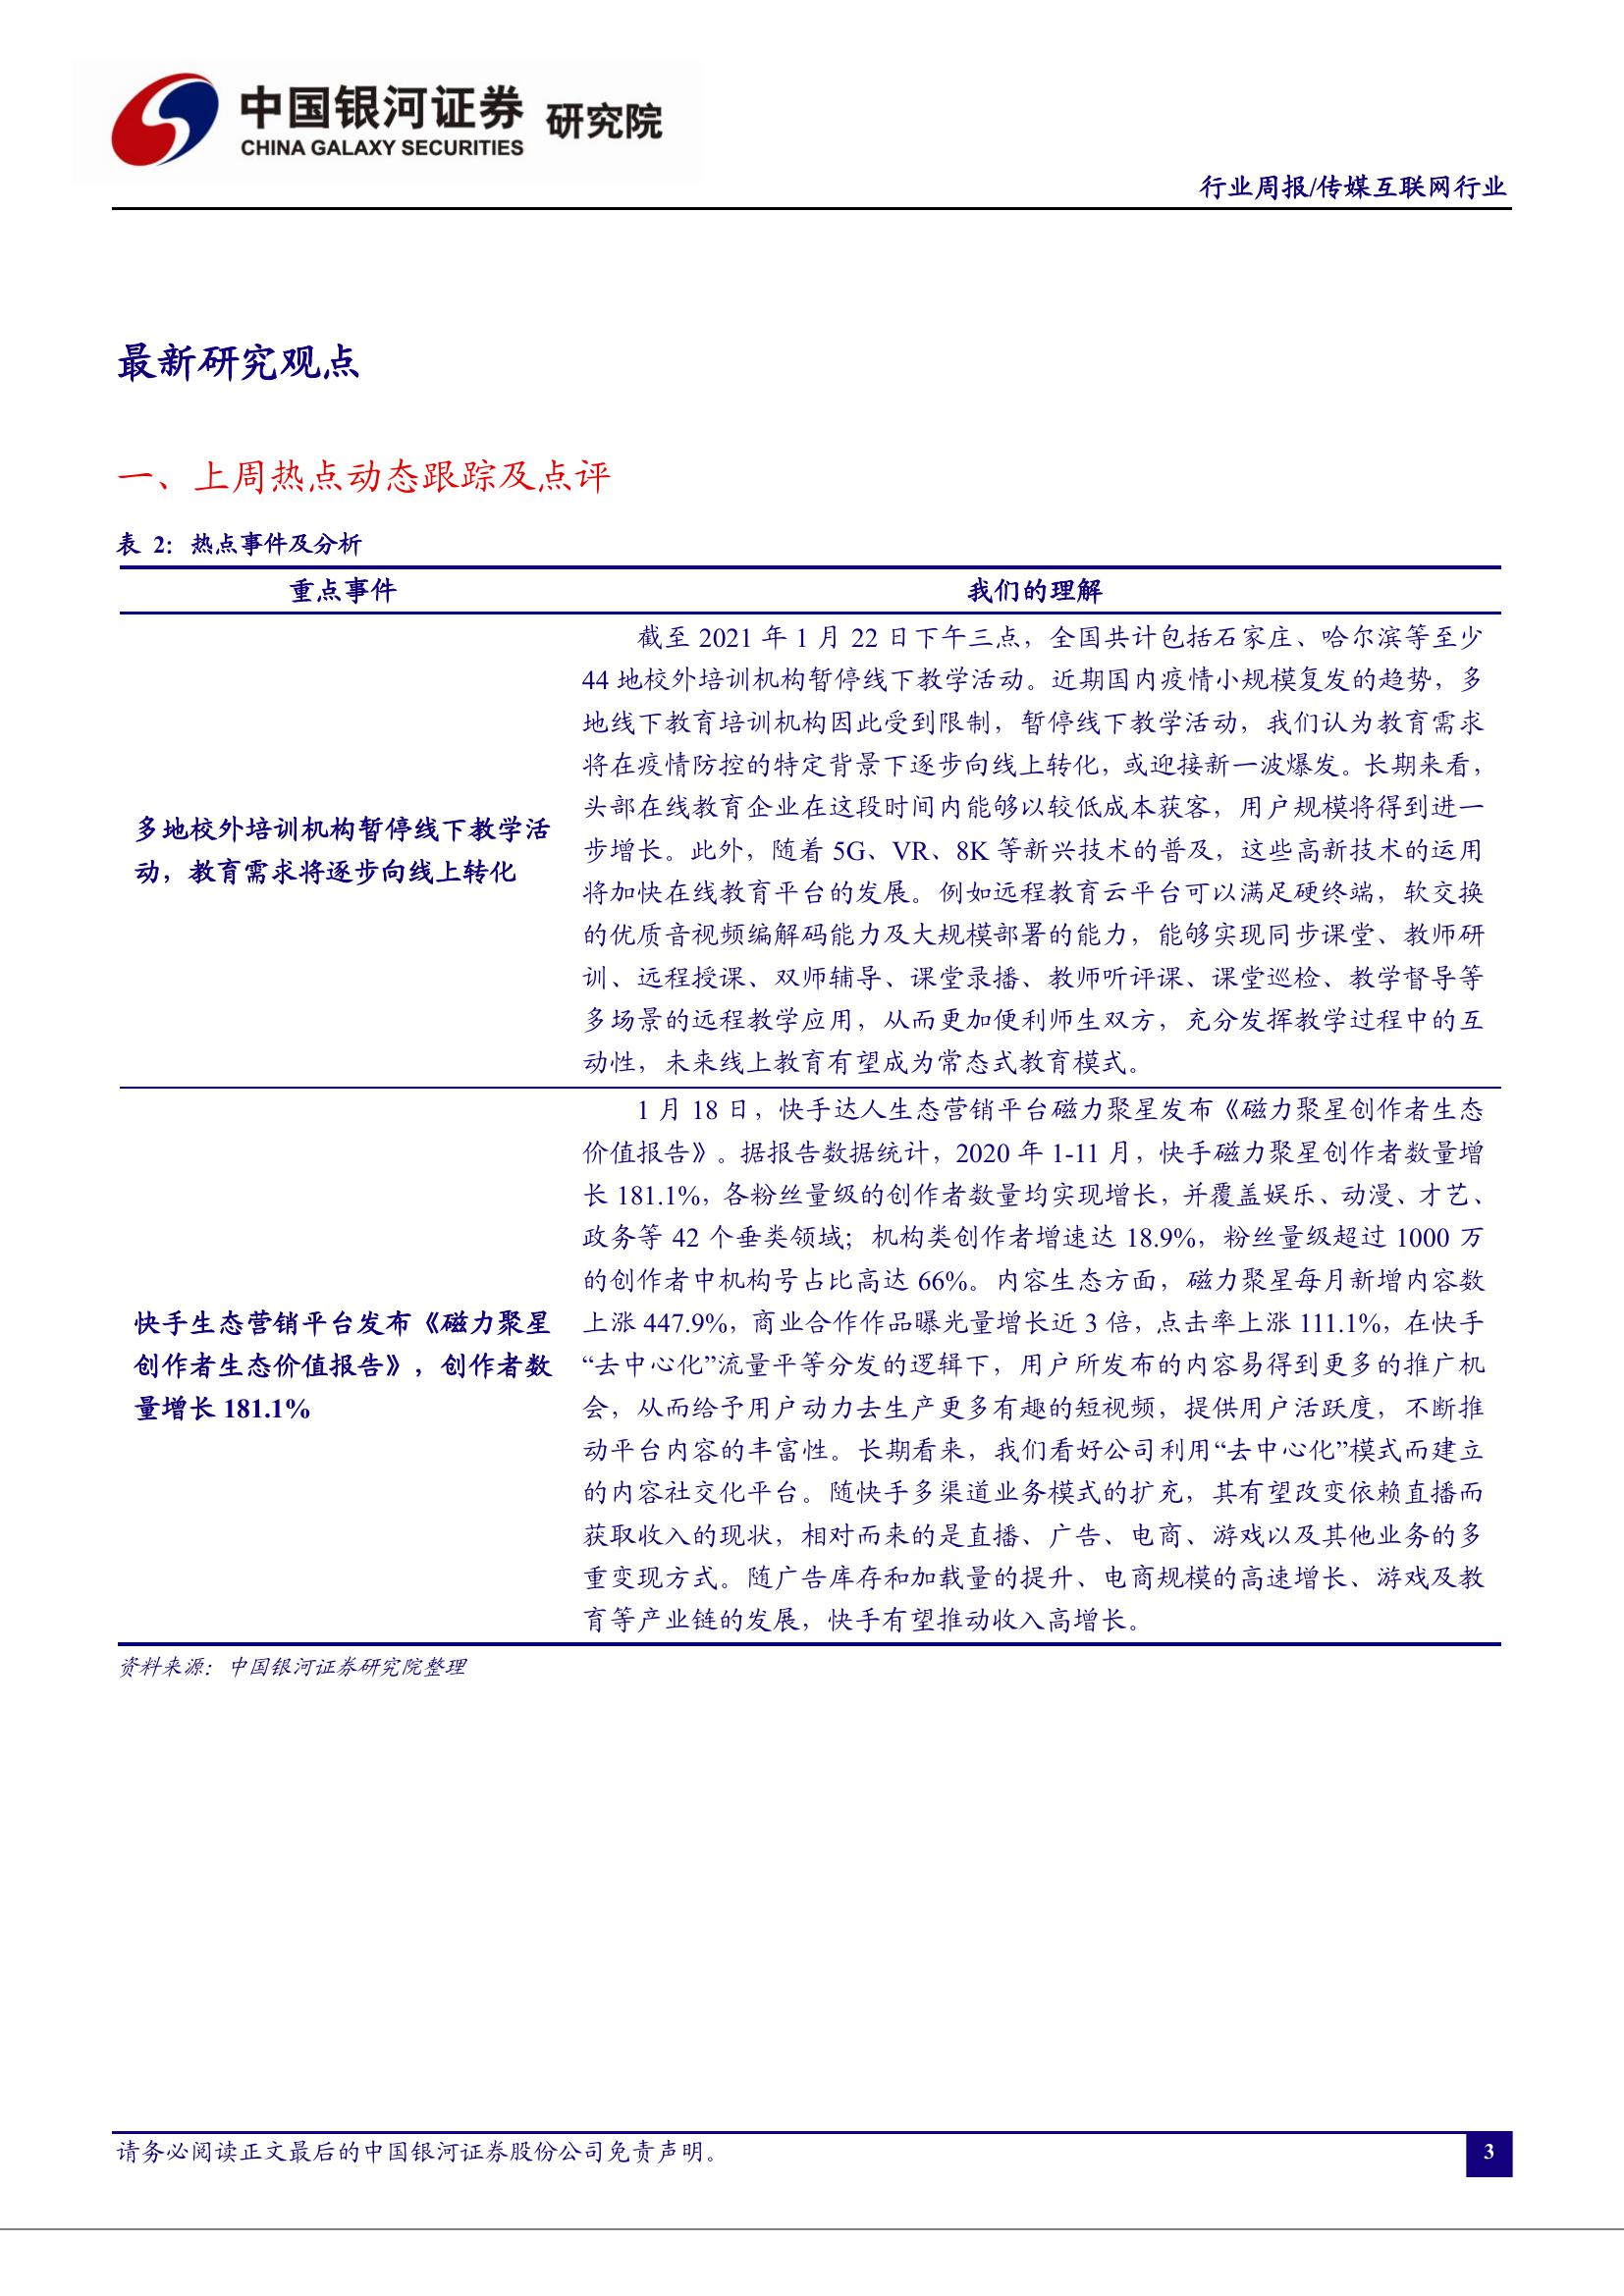 中国银河证券 研究院
CHINA GALAXY SECURITIES
行业周报/传媒互联网行业
最新研究观点
一、上周热点动态跟踪及点评
表 2：热点事件及分析
重点事件 我们的理解
多地校外培训机构暂停线下教学活
动，教育需求将逐步向线上转化
截至 2021 年 1 月 22 日下午三点，全国共计包括石家庄、哈尔滨等至少
44 地校外培训机构暂停线下教学活动。近期国内疫情小规模复发的趋势，多
地线下教育培训机构因此受到限制，暂停线下教学活动，我们认为教育需求
将在疫情防控的特定背景下逐步向线上转化，或迎接新一波爆发。长期来看，
头部在线教育企业在这段时间内能够以较低成本获客，用户规模将得到进一
步增长。此外，随着 5G、VR、8K 等新兴技术的普及，这些高新技术的运用
将加快在线教育平台的发展。例如远程教育云平台可以满足硬终端，软交换
的优质音视频编解码能力及大规模部署的能力，能够实现同步课堂、教师研
训、远程授课、双师辅导、课堂录播、教师听评课、课堂巡检、教学督导等
多场景的远程教学应用，从而更加便利师生双方，充分发挥教学过程中的互
动性，未来线上教育有望成为常态式教育模式。
快手生态营销平台发布《磁力聚星
创作者生态价值报告》，创作者数
量增长 181.1%
1 月 18 日，快手达人生态营销平台磁力聚星发布《磁力聚星创作者生态
价值报告》。据报告数据统计，2020 年 1-11 月，快手磁力聚星创作者数量增
长 181.1%，各粉丝量级的创作者数量均实现增长，并覆盖娱乐、动漫、才艺、
政务等 42 个垂类领域；机构类创作者增速达 18.9%，粉丝量级超过 1000 万
的创作者中机构号占比高达 66%。内容生态方面，磁力聚星每月新增内容数
上涨 447.9%，商业合作作品曝光量增长近 3 倍，点击率上涨 111.1%，在快手
“去中心化”流量平等分发的逻辑下，用户所发布的内容易得到更多的推广机
会，从而给予用户动力去生产更多有趣的短视频，提供用户活跃度，不断推
动平台内容的丰富性。长期看来，我们看好公司利用“去中心化”模式而建立
的内容社交化平台。随快手多渠道业务模式的扩充，其有望改变依赖直播而
获取收入的现状，相对而来的是直播、广告、电商、游戏以及其他业务的多
重变现方式。随广告库存和加载量的提升、电商规模的高速增长、游戏及教
育等产业链的发展，快手有望推动收入高增长。
资料来源：中国银河证券研究院整理
请务必阅读正文最后的中国银河证券股份公司免责声明。
3